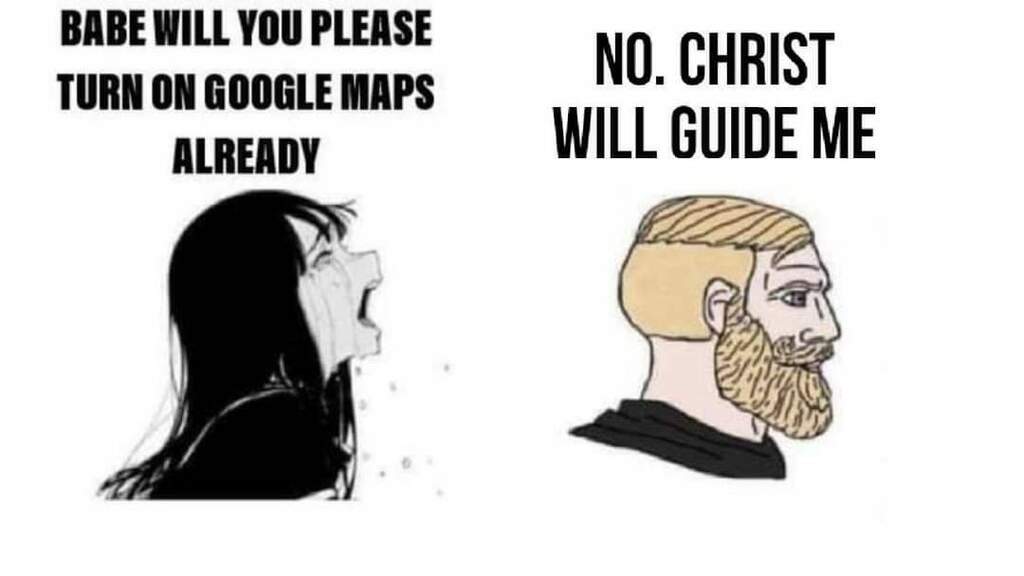 BABE WILL YOU PLEASE
TURN ON GOOGLE MAPS
ALREADY
NO. CHRIST
WILL GUIDE ME